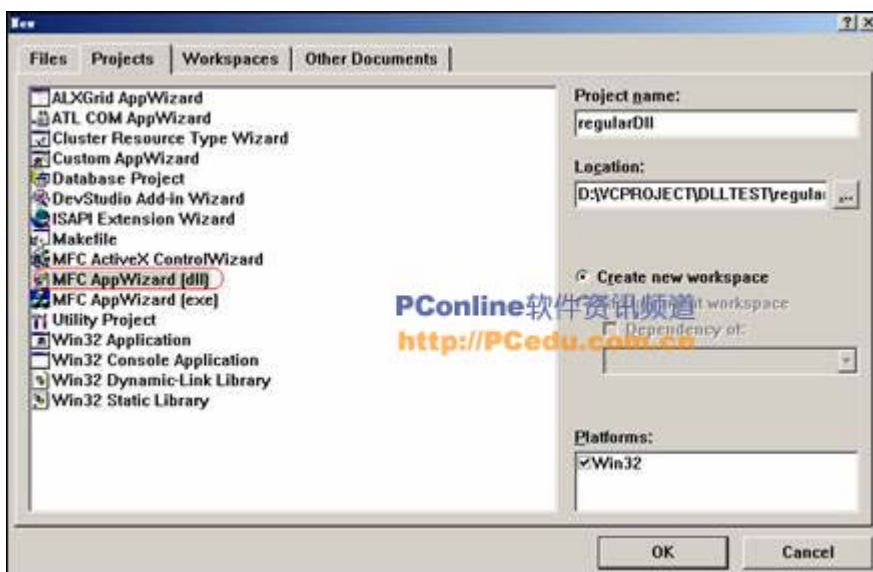 New
Files Projects Workspaces Other Documents
ALXGrid AppWizard
ATL COM AppWizard
Cluster Resource Type Wizard
Custom AppWizard
Database Project
DevStudio Add-in Wizard
ISAPI Extension Wizard
Makefile
MFC ActiveX ControlWizard
MFC AppWizard (dll)
MFC AppWizard (exe)
Utility Project
Win32 Application
Win32 Console Application
Win32 Dynamic-Link Library
Win32 Static Library
Project name:
regularDll
Location:
D:\VCPROJECT\DLLTEST\regular
...
Create new workspace
workspace
Dependency of:
PConline软件资讯频道
http://PCedu.com.cn
Platforms:
Win32
OK Cancel